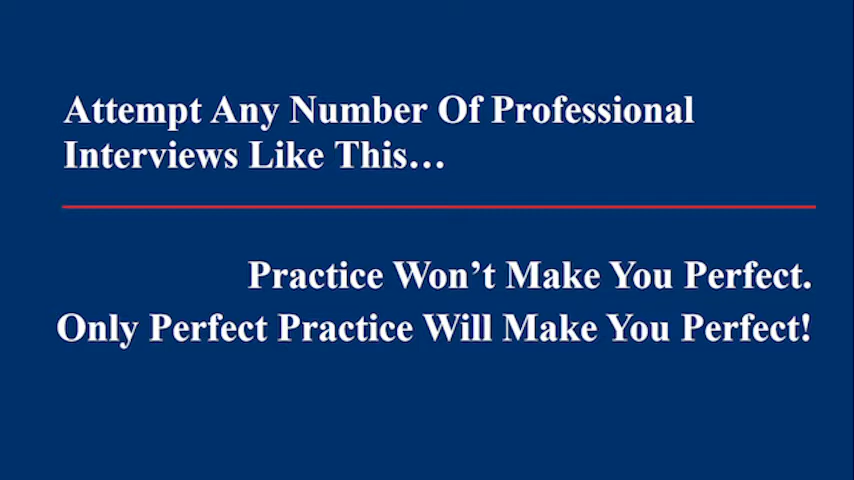 Attempt Any Number Of Professional
Interviews Like This…
Practice Won’t Make You Perfect.
Only Perfect Practice Will Make You Perfect!